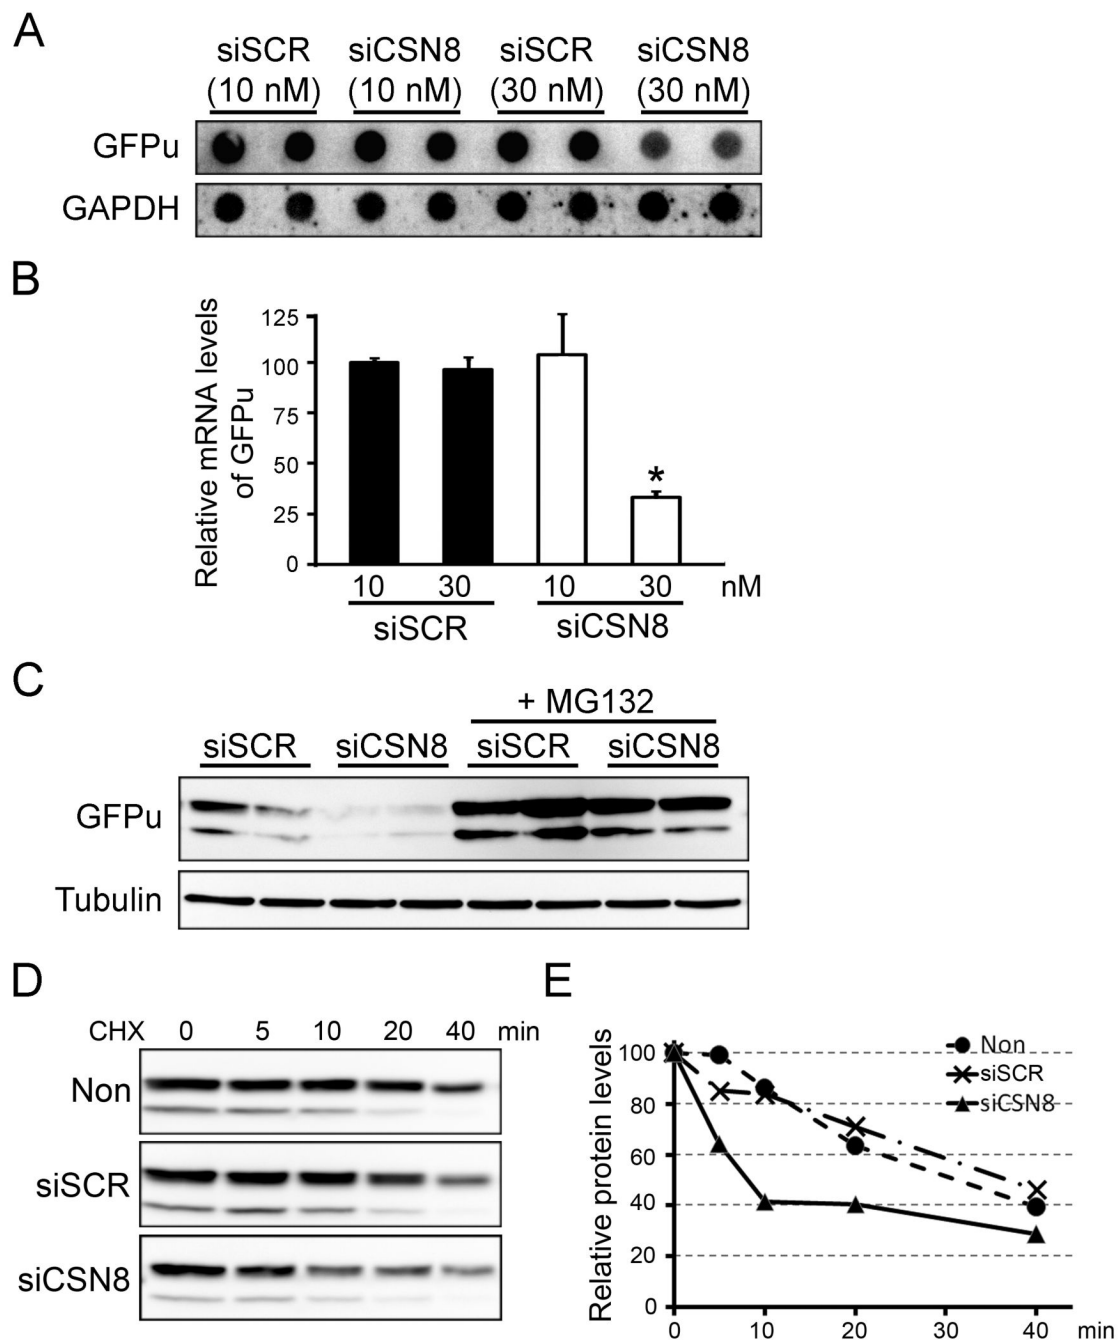 A
siSCR siCSN8 siSCR siCSN8
(10 nM) (10 nM) (30 nM) (30 nM)
GFPu
GAPDH
B
Relative mRNA levels
of GFPu
125
100
75
50
25
0
*
10 30 10 30 nM
siSCR siCSN8
C
+ MG132
siSCR siCSN8 siSCR siCSN8
GFPu
Tubulin
D
CHX 0 5 10 20 40 min
Non
siSCR
siCSN8
E
Relative protein levels
100
80
60
40
20
0
Non
siSCR
siCSN8
0 10 20 30 40 min